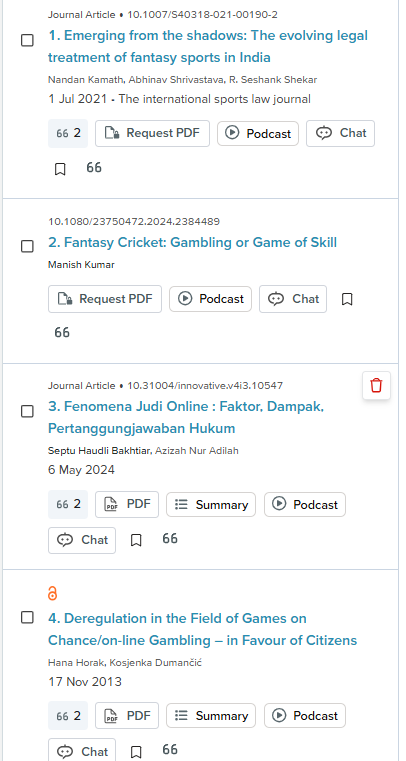 Journal Article • 10.1007/S40318-021-00190-2
1. Emerging from the shadows: The evolving legal
treatment of fantasy sports in India
Nandan Kamath, Abhinav Shrivastava, R. Seshank Shekar
1 Jul 2021 • The international sports law journal
66 2 Request PDF Podcast Chat
66
10.1080/23750472.2024.2384489
2. Fantasy Cricket: Gambling or Game of Skill
Manish Kumar
Request PDF Podcast Chat
66
Journal Article • 10.31004/innovative.v4i3.10547
3. Fenomena Judi Online : Faktor, Dampak,
Pertanggungjawaban Hukum
Septu Haudli Bakhtiar, Azizah Nur Adilah
6 May 2024
66 2 PDF Summary Podcast
Chat 66
4. Deregulation in the Field of Games on
Chance/on-line Gambling – in Favour of Citizens
Hana Horak, Kosjenka Dumančić
17 Nov 2013
66 2 PDF Summary Podcast
Chat 66